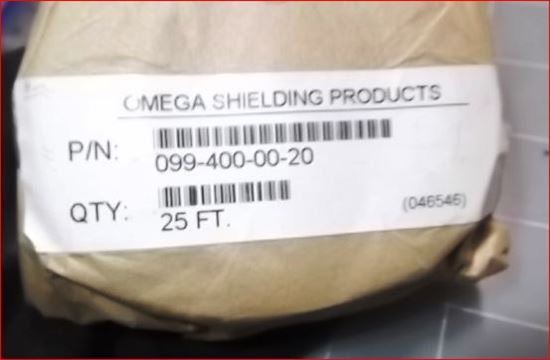 OMEGA SHIELDING PRODUCTS
P/N:
099-400-00-20
QTY:
25 FT.
(046546)